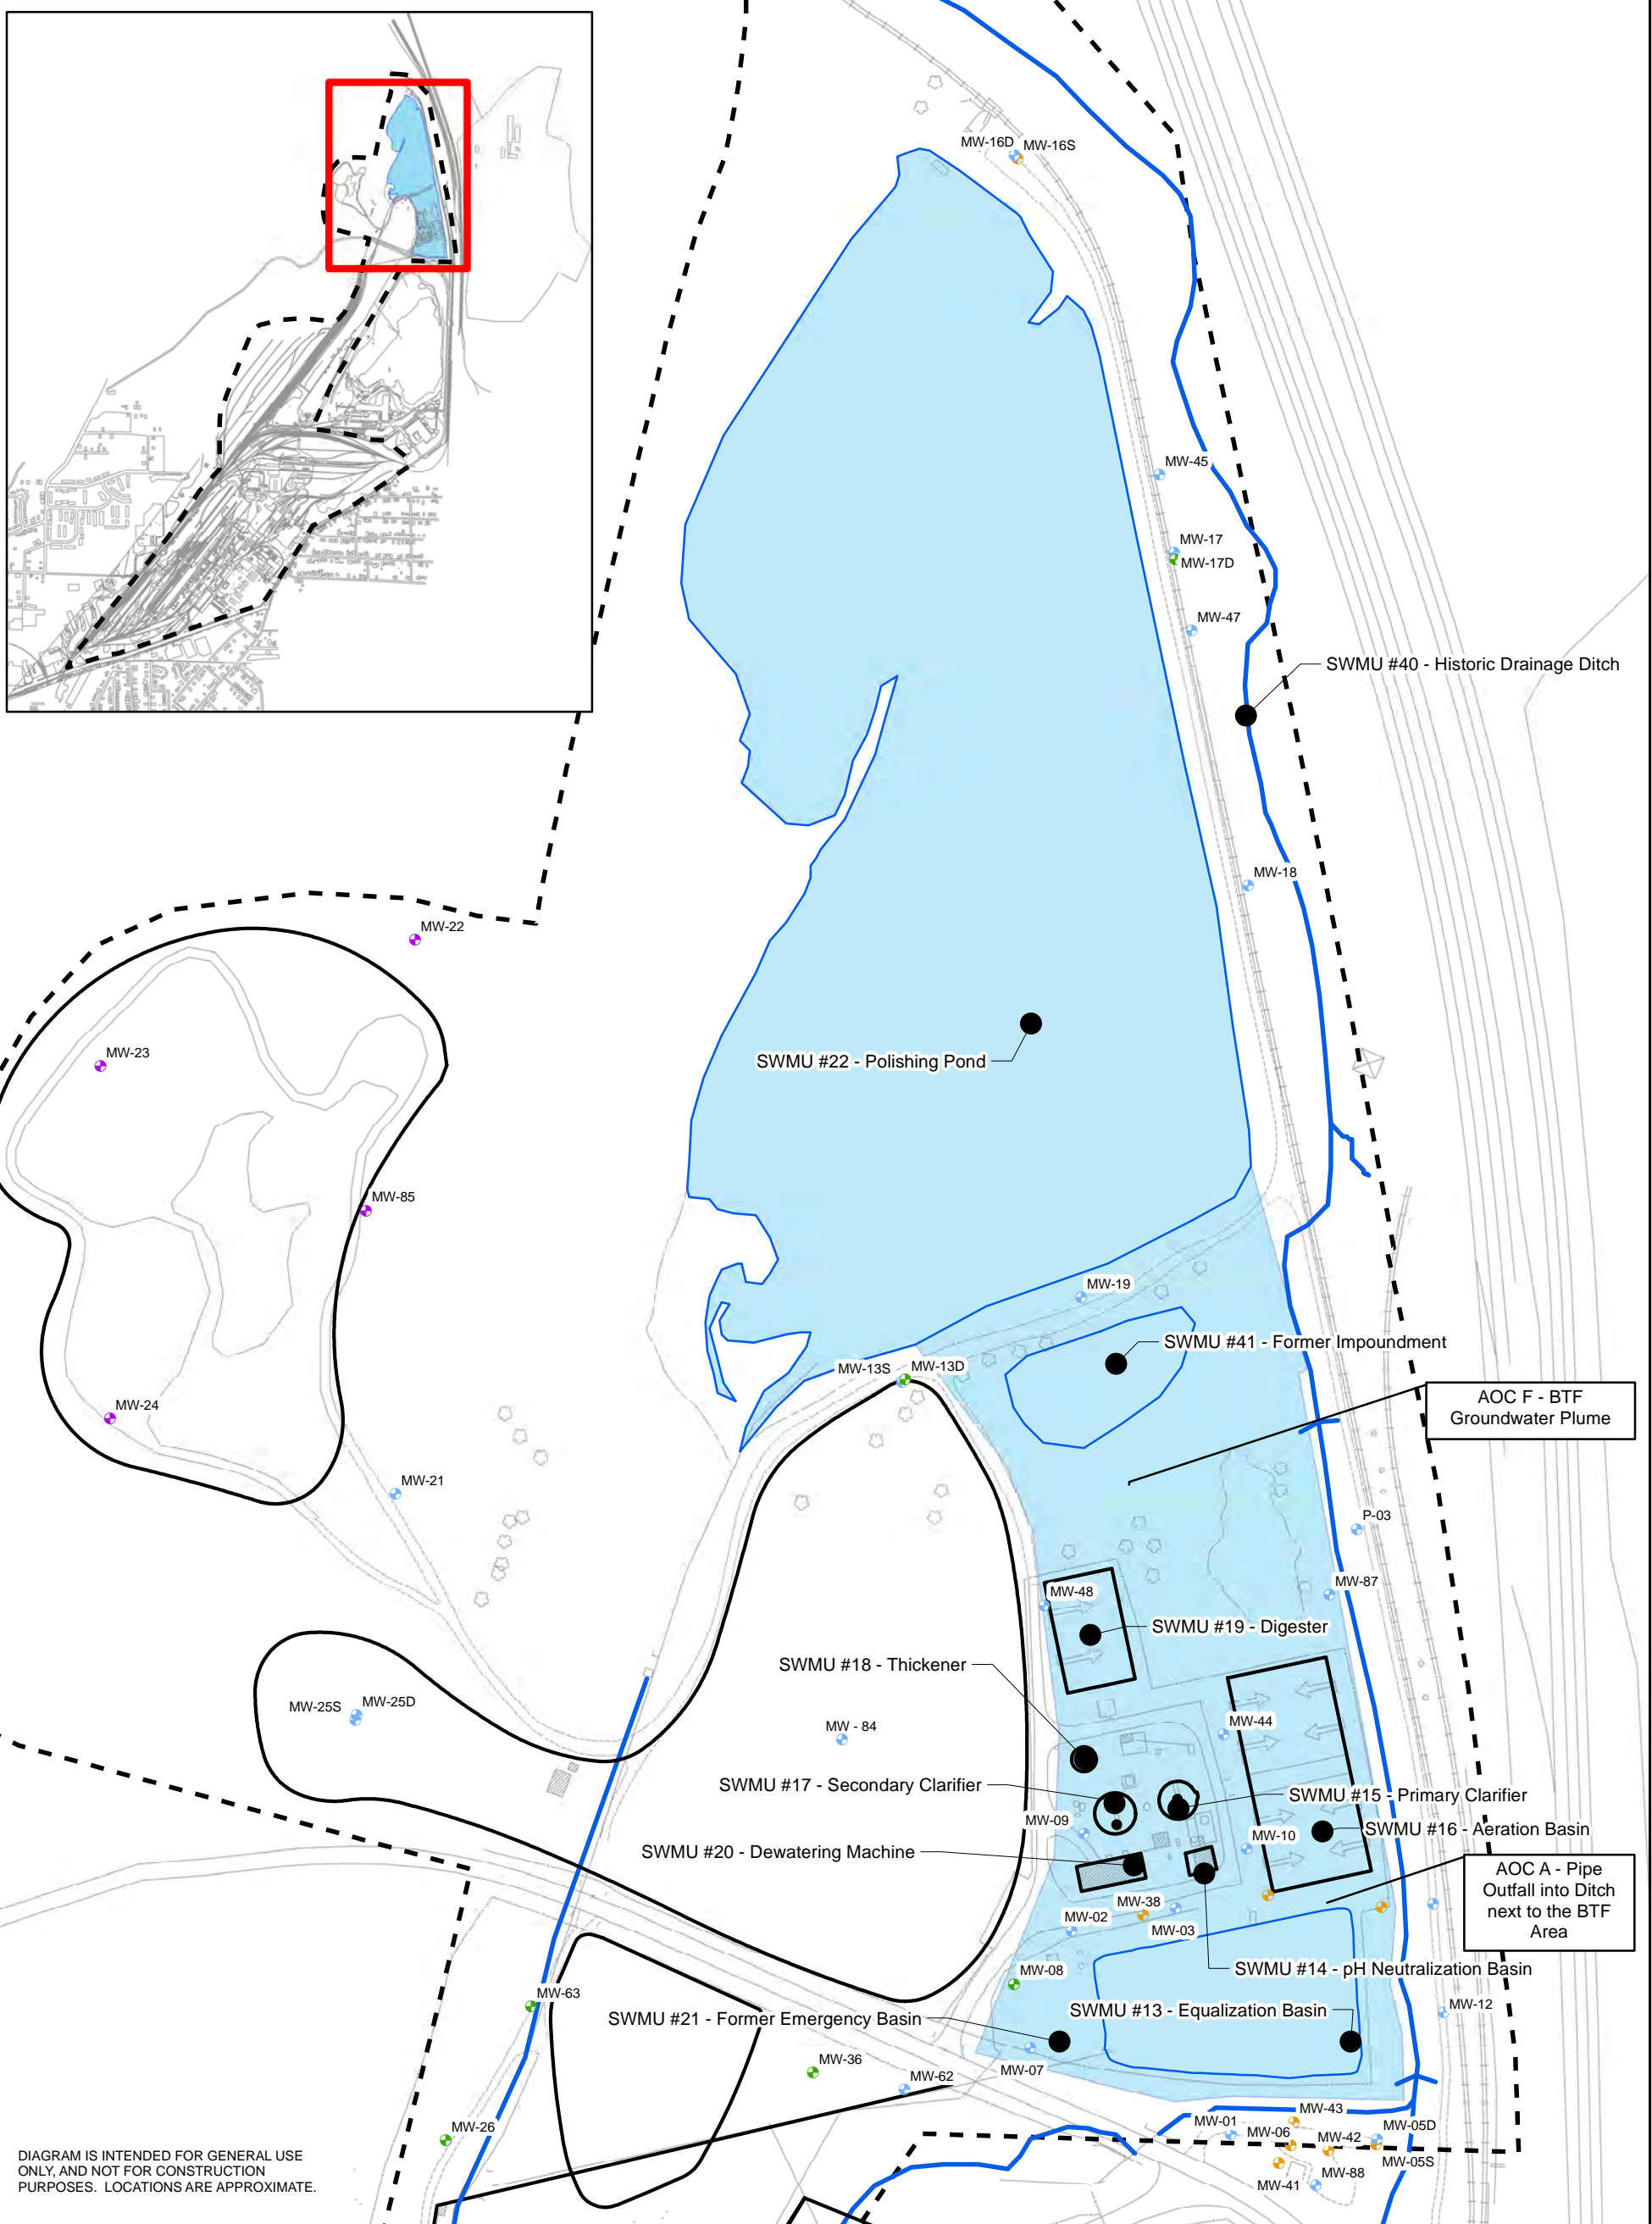 MW-16D
MW-16S
MW-45
MW-17
MW-17D
MW-47
SWMU #40 - Historic Drainage Ditch
MW-18
MW-22
MW-23
SWMU #22 - Polishing Pond
MW-85
MW-19
SWMU #41 - Former Impoundment
MW-13S
MW-13D
AOC F - BTF
Groundwater Plume
MW-24
MW-21
P-03
MW-87
MW-48
SWMU #19 - Digester
SWMU #18 - Thickener
MW-25S
MW-25D
MW - 84
MW-44
SWMU #17 - Secondary Clarifier
SWMU #15 - Primary Clarifier
MW-09
SWMU #16 - Aeration Basin
MW-10
SWMU #20 - Dewatering Machine
AOC A - Pipe
Outfall into Ditch
next to the BTF
Area
MW-38
MW-02
MW-03
MW-08
SWMU #14 - pH Neutralization Basin
MW-63
SWMU #21 - Former Emergency Basin
SWMU #13 - Equalization Basin
MW-12
MW-36
MW-07
MW-62
MW-43
MW-01
MW-26
MW-06
MW-42
MW-05D
MW-05S
MW-88
MW-41
DIAGRAM IS INTENDED FOR GENERAL USE
ONLY, AND NOT FOR CONSTRUCTION
PURPOSES.  LOCATIONS ARE APPROXIMATE.